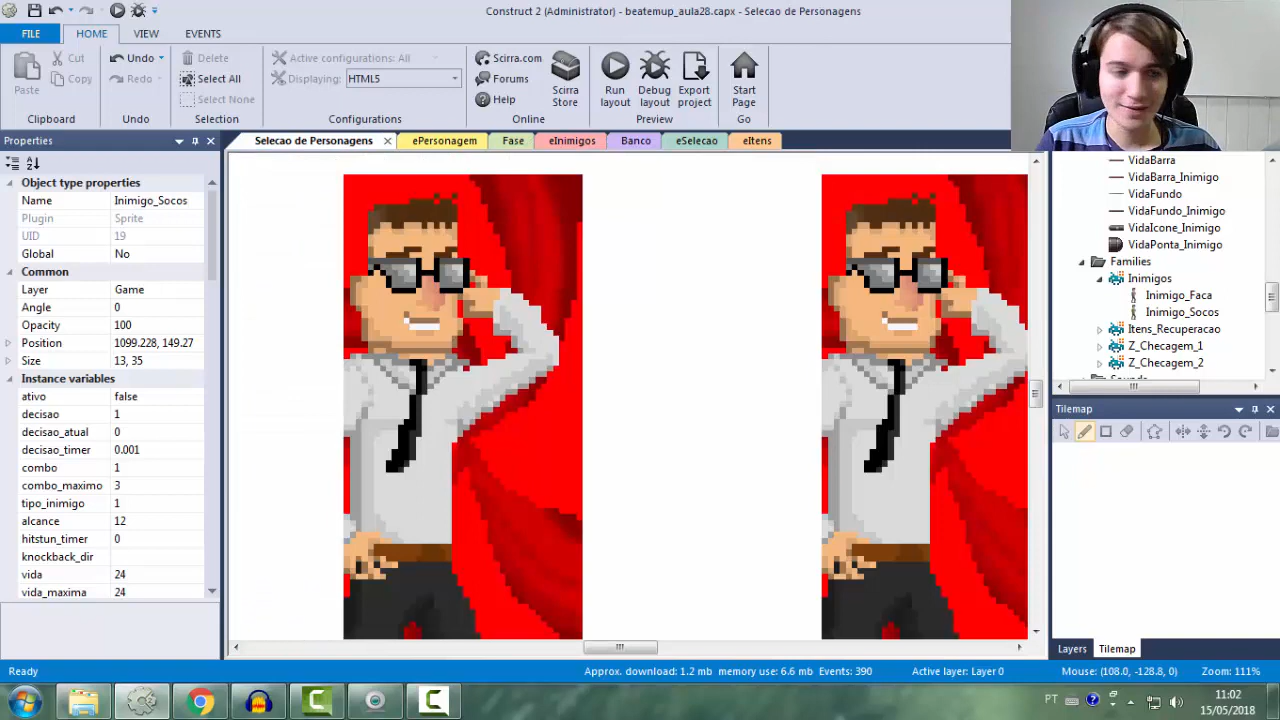 Construct 2 (Administrator) - beatemup_aula28.capx - Selecao de Personagens
FILE
HOME
VIEW
EVENTS
Paste
Cut
Copy
Clipboard
Undo
Redo
Undo
Delete
Select All
Select None
Selection
Active configurations: All
Displaying:
HTML5
Configurations
Scirra.com
Forums
Help
Scirra Store
Online
Run layout
Debug layout
Export project
Preview
Start Page
Go
Properties
Selecao de Personagens
ePersonagem
Fase
eInimigos
Banco
eSelecao
eItens
Object type properties
Name Inimigo_Socos
Plugin Sprite
UID 19
Global No
Common
Layer Game
Angle 0
Opacity 100
Position 1099.228, 149.27
Size 13, 35
Instance variables
ativo false
decisao 1
decisao_atual 0
decisao_timer 0.001
combo 1
combo_maximo 3
tipo_inimigo 1
alcance 12
hitstun_timer 0
knockback_dir
vida 24
vida_maxima 24
VidaBarra
VidaBarra_Inimigo
VidaFundo
VidaFundo_Inimigo
VidaIcone_Inimigo
VidaPonta_Inimigo
Families
Inimigos
Inimigo_Faca
Inimigo_Socos
Itens_Recuperacao
Z_Checagem_1
Z_Checagem_2
Tilemap
Layers
Tilemap
Ready
Approx. download: 1.2 mb
memory use: 6.6 mb
Events: 390
Active layer: Layer 0
Mouse: (108.0, -128.8, 0)
Zoom: 111%
PT
11:02
15/05/2018